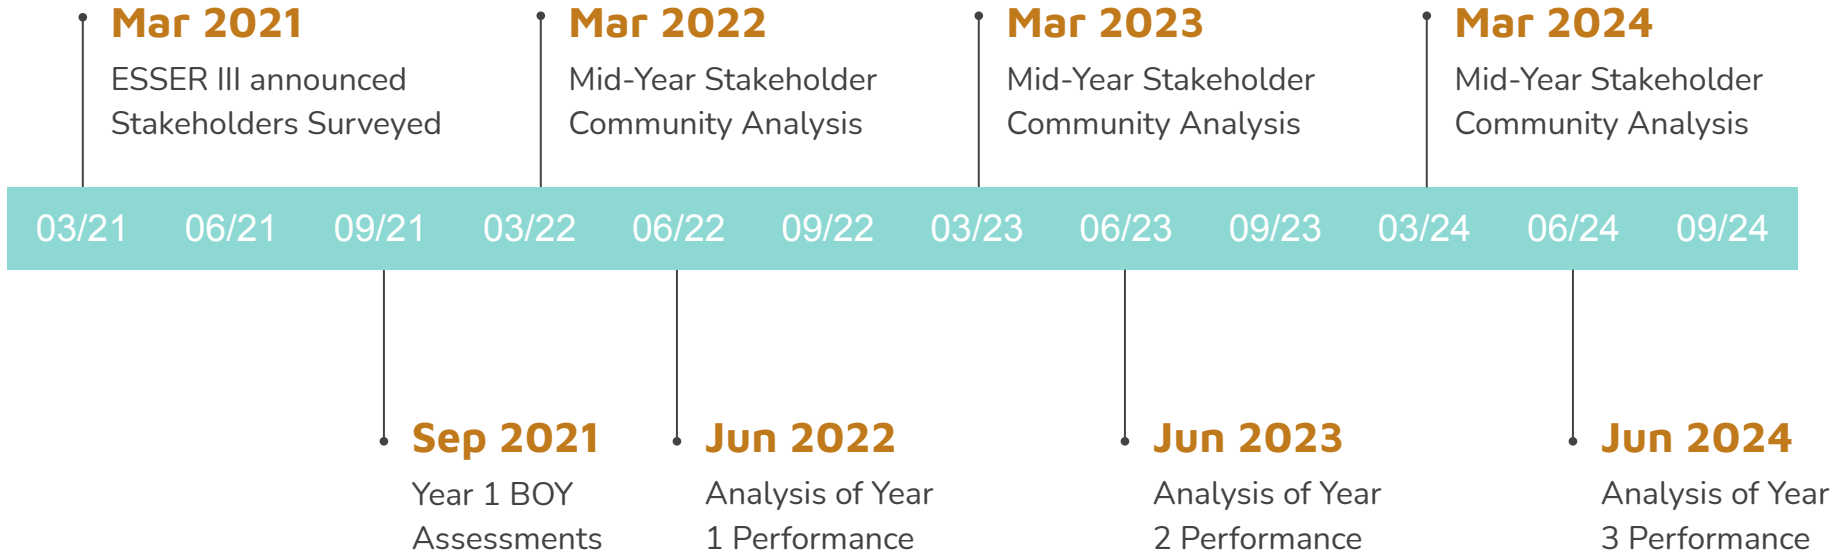 Mar 2021
ESSER III announced
Stakeholders Surveyed
Mar 2022
Mid-Year Stakeholder
Community Analysis
Mar 2023
Mid-Year Stakeholder
Community Analysis
Mar 2024
Mid-Year Stakeholder
Community Analysis
03/21 06/21 09/21 03/22 06/22 09/22 03/23 06/23 09/23 03/24 06/24 09/24
Sep 2021
Year 1 BOY
Assessments
Jun 2022
Analysis of Year
1 Performance
Jun 2023
Analysis of Year
2 Performance
Jun 2024
Analysis of Year
3 Performance